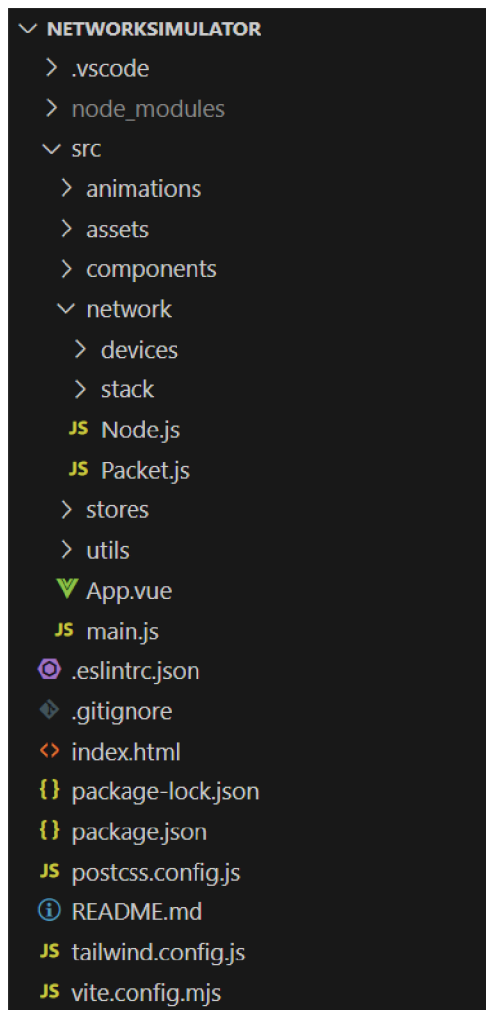 NETWORKSIMULATOR
.vscode
node_modules
src
animations
assets
components
network
devices
stack
JS Node.js
JS Packet.js
stores
utils
App.vue
JS main.js
.eslintrc.json
.gitignore
<> index.html
{} package-lock.json
{} package.json
JS postcss.config.js
README.md
JS tailwind.config.js
JS vite.config.mjs